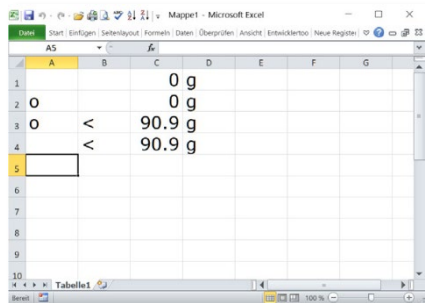 Mappe1 - Microsoft Excel
Datei Start Einfügen Seitenlayout Formeln Daten Überprüfen Ansicht Entwicklertoo Neue Register
A5 fx
A B C D E F G
1 0 g
2 o 0 g
3 o < 90.9 g
4 < 90.9 g
5
6
7
8
9
10
Tabelle1
Bereit 100 %